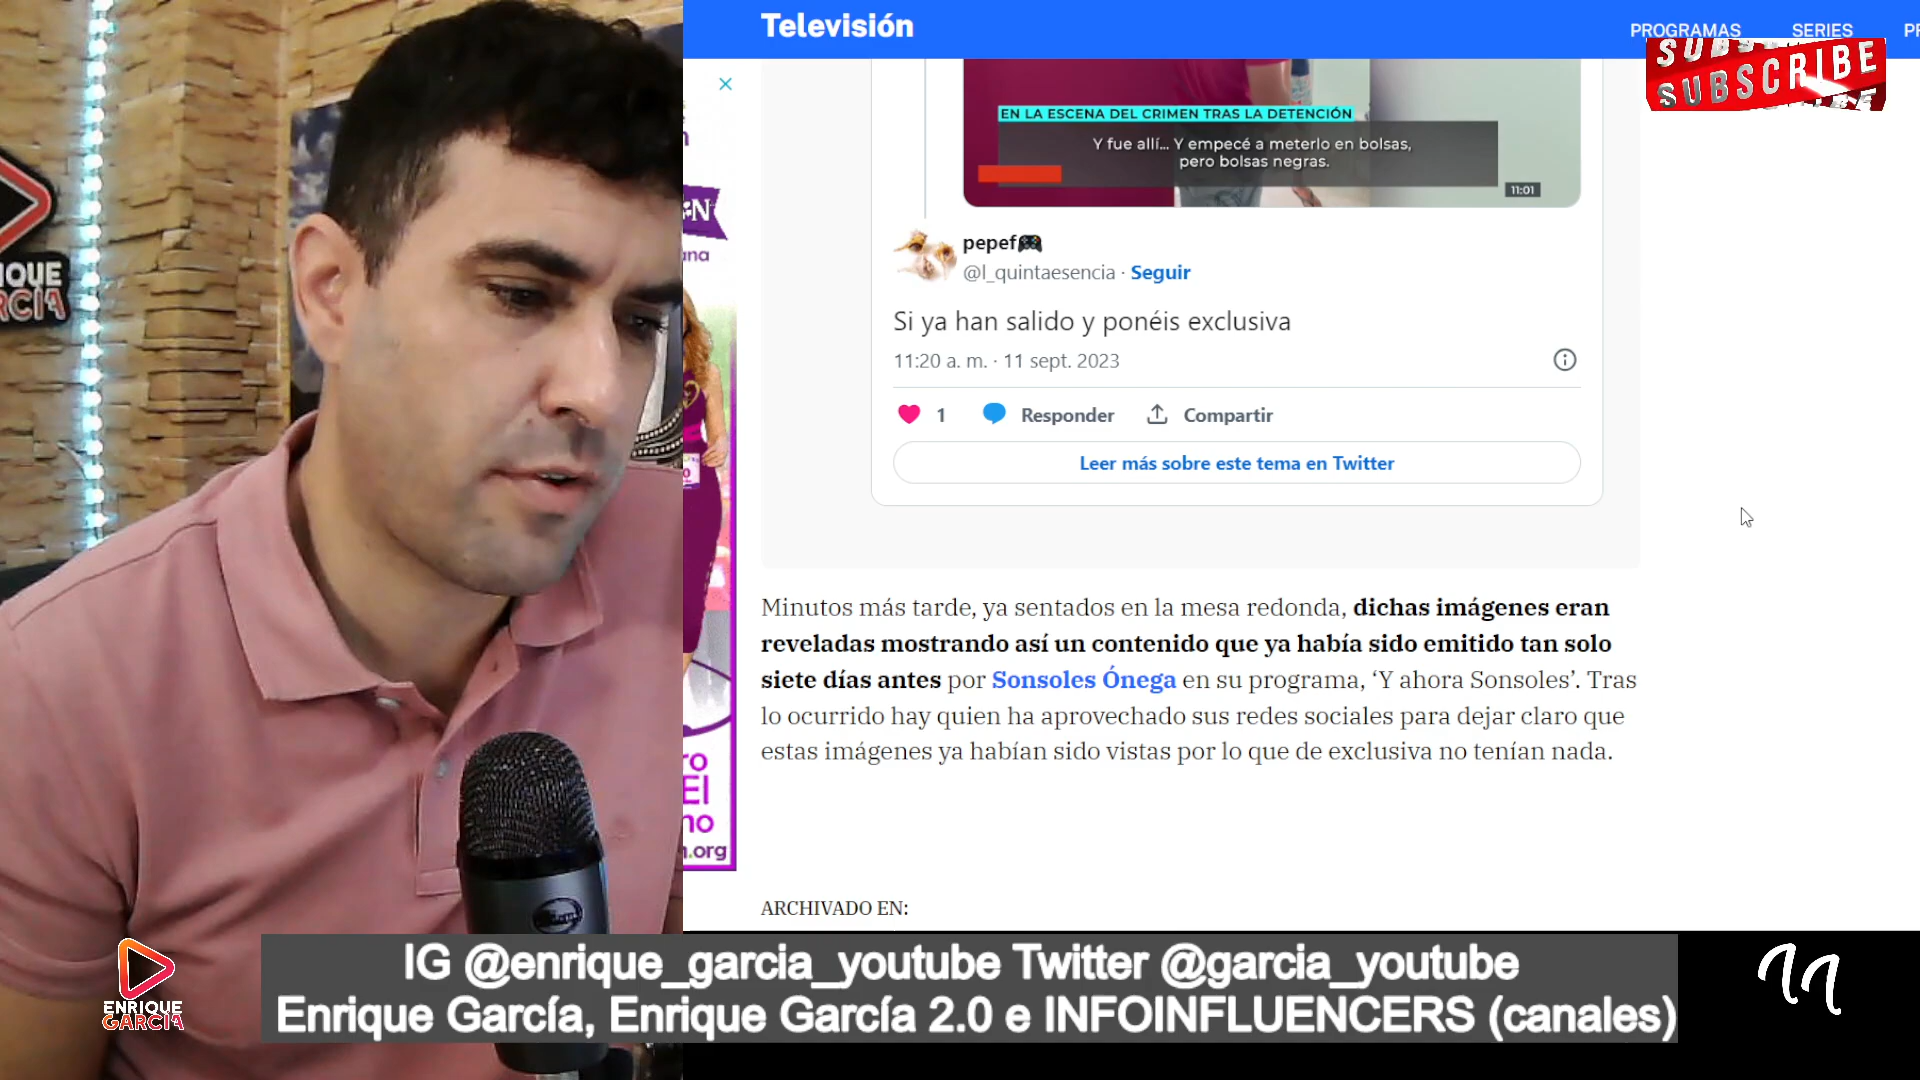 Televisión
PROGRAMAS
SERIES
SUBSCRIBE
EN LA ESCENA DEL CRIMEN TRAS LA DETENCIÓN
Y fue allí... Y empecé a meterlo en bolsas,
pero bolsas negras.
11:01
pepef
@l_quintaesencia · Seguir
Si ya han salido y ponéis exclusiva
11:20 a. m. · 11 sept. 2023
1 Responder Compartir
Leer más sobre este tema en Twitter
Minutos más tarde, ya sentados en la mesa redonda, dichas imágenes eran
reveladas mostrando así un contenido que ya había sido emitido tan solo
siete días antes por Sonsoles Ónega en su programa, ‘Y ahora Sonsoles’. Tras
lo ocurrido hay quien ha aprovechado sus redes sociales para dejar claro que
estas imágenes ya habían sido vistas por lo que de exclusiva no tenían nada.
ARCHIVADO EN:
IG @enrique_garcia_youtube Twitter @garcia_youtube
Enrique García, Enrique García 2.0 e INFOINFLUENCERS (canales)
ENRIQUE
GARCIA